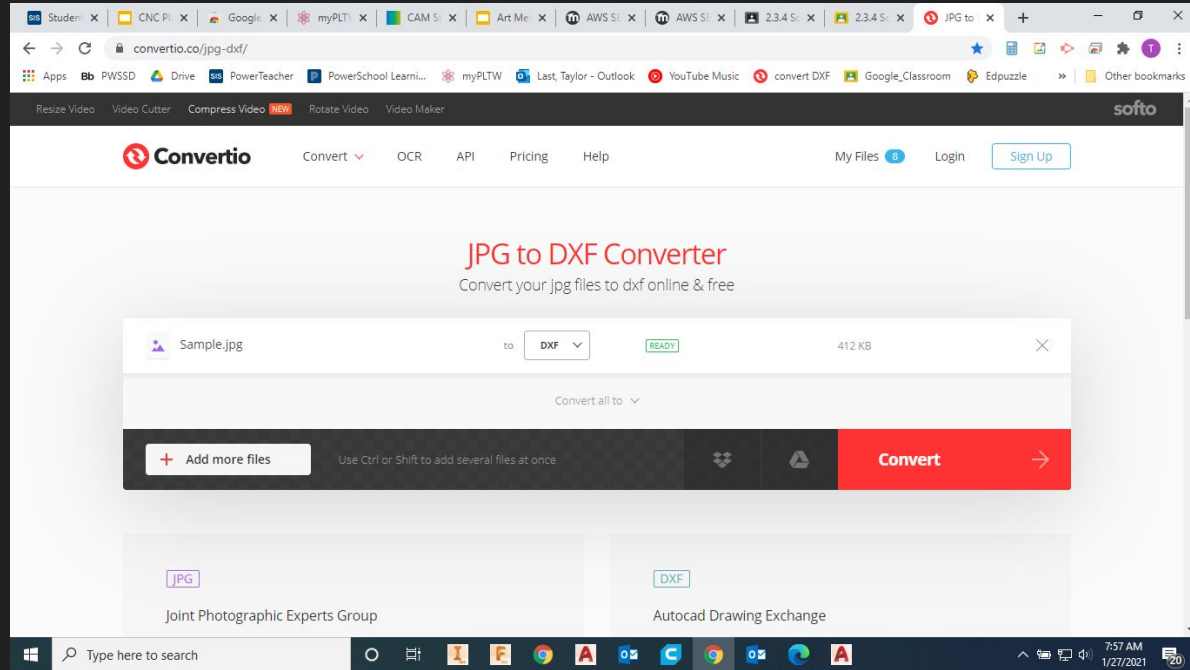 SIS Student CNC Pl Google myPLT CAM S Art Me AWS SE AWS SE 2.3.4 Sc 2.3.4 Sc JPG to
convertio.co/jpg-dxf/ T
Apps Bb PWSSD Drive SIS PowerTeacher PowerSchool Learni... myPLTW Last, Taylor - Outlook YouTube Music convert DXF Google_Classroom Edpuzzle » Other bookmarks
Resize Video Video Cutter Compress Video NEW Rotate Video Video Maker softo
Convertio Convert OCR API Pricing Help My Files 8 Login Sign Up
JPG to DXF Converter
Convert your jpg files to dxf online & free
Sample.jpg to DXF READY 412 KB
Convert all to
+ Add more files Use Ctrl or Shift to add several files at once Convert
JPG DXF
Joint Photographic Experts Group Autocad Drawing Exchange
Type here to search 7:57 AM
1/27/2021 20